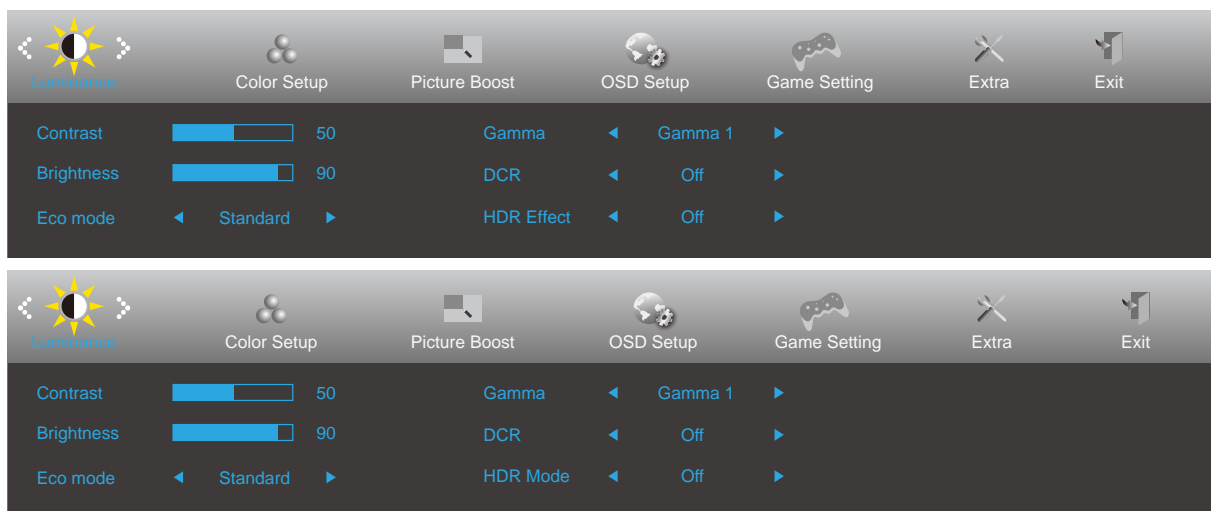 Luminance Color Setup Picture Boost OSD Setup Game Setting Extra Exit
Contrast 50 Gamma Gamma 1
Brightness 90 DCR Off
Eco mode Standard HDR Effect Off
Luminance Color Setup Picture Boost OSD Setup Game Setting Extra Exit
Contrast 50 Gamma Gamma 1
Brightness 90 DCR Off
Eco mode Standard HDR Mode Off